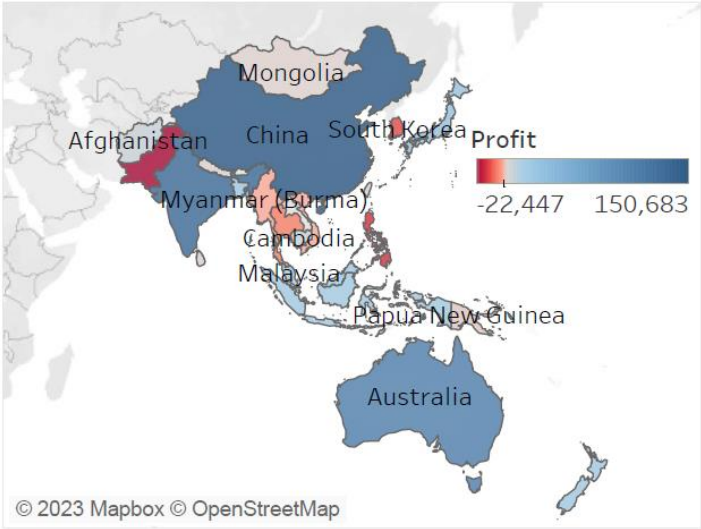 Mongolia
Afghanistan
China
South Korea
Profit
-22,447 150,683
Myanmar (Burma)
Cambodia
Malaysia
Papua New Guinea
Australia
© 2023 Mapbox © OpenStreetMap